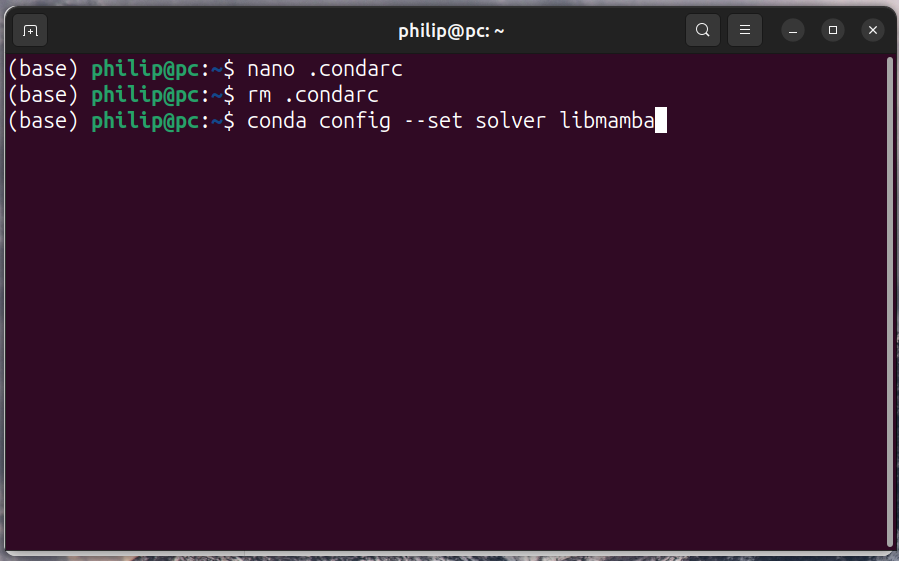 philip@pc: ~
(base) philip@pc:~$ nano .condarc
(base) philip@pc:~$ rm .condarc
(base) philip@pc:~$ conda config --set solver libmamba